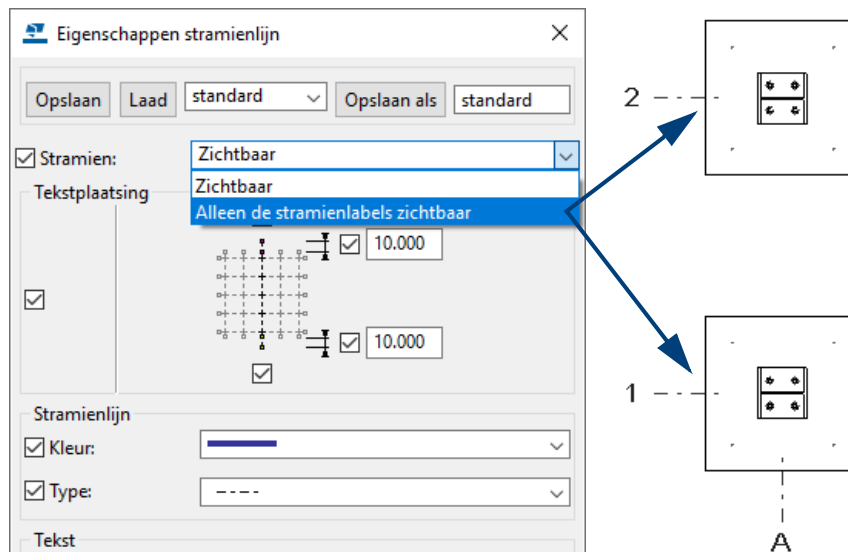 Eigenschappen stramienlijn
Opslaan Laad standard Opslaan als standard
Stramien: Zichtbaar
Zichtbaar
Alleen de stramienlabels zichtbaar
Tekstplaatsing
10.000
10.000
Stramienlijn
Kleur:
Type:
Tekst
2
1
A